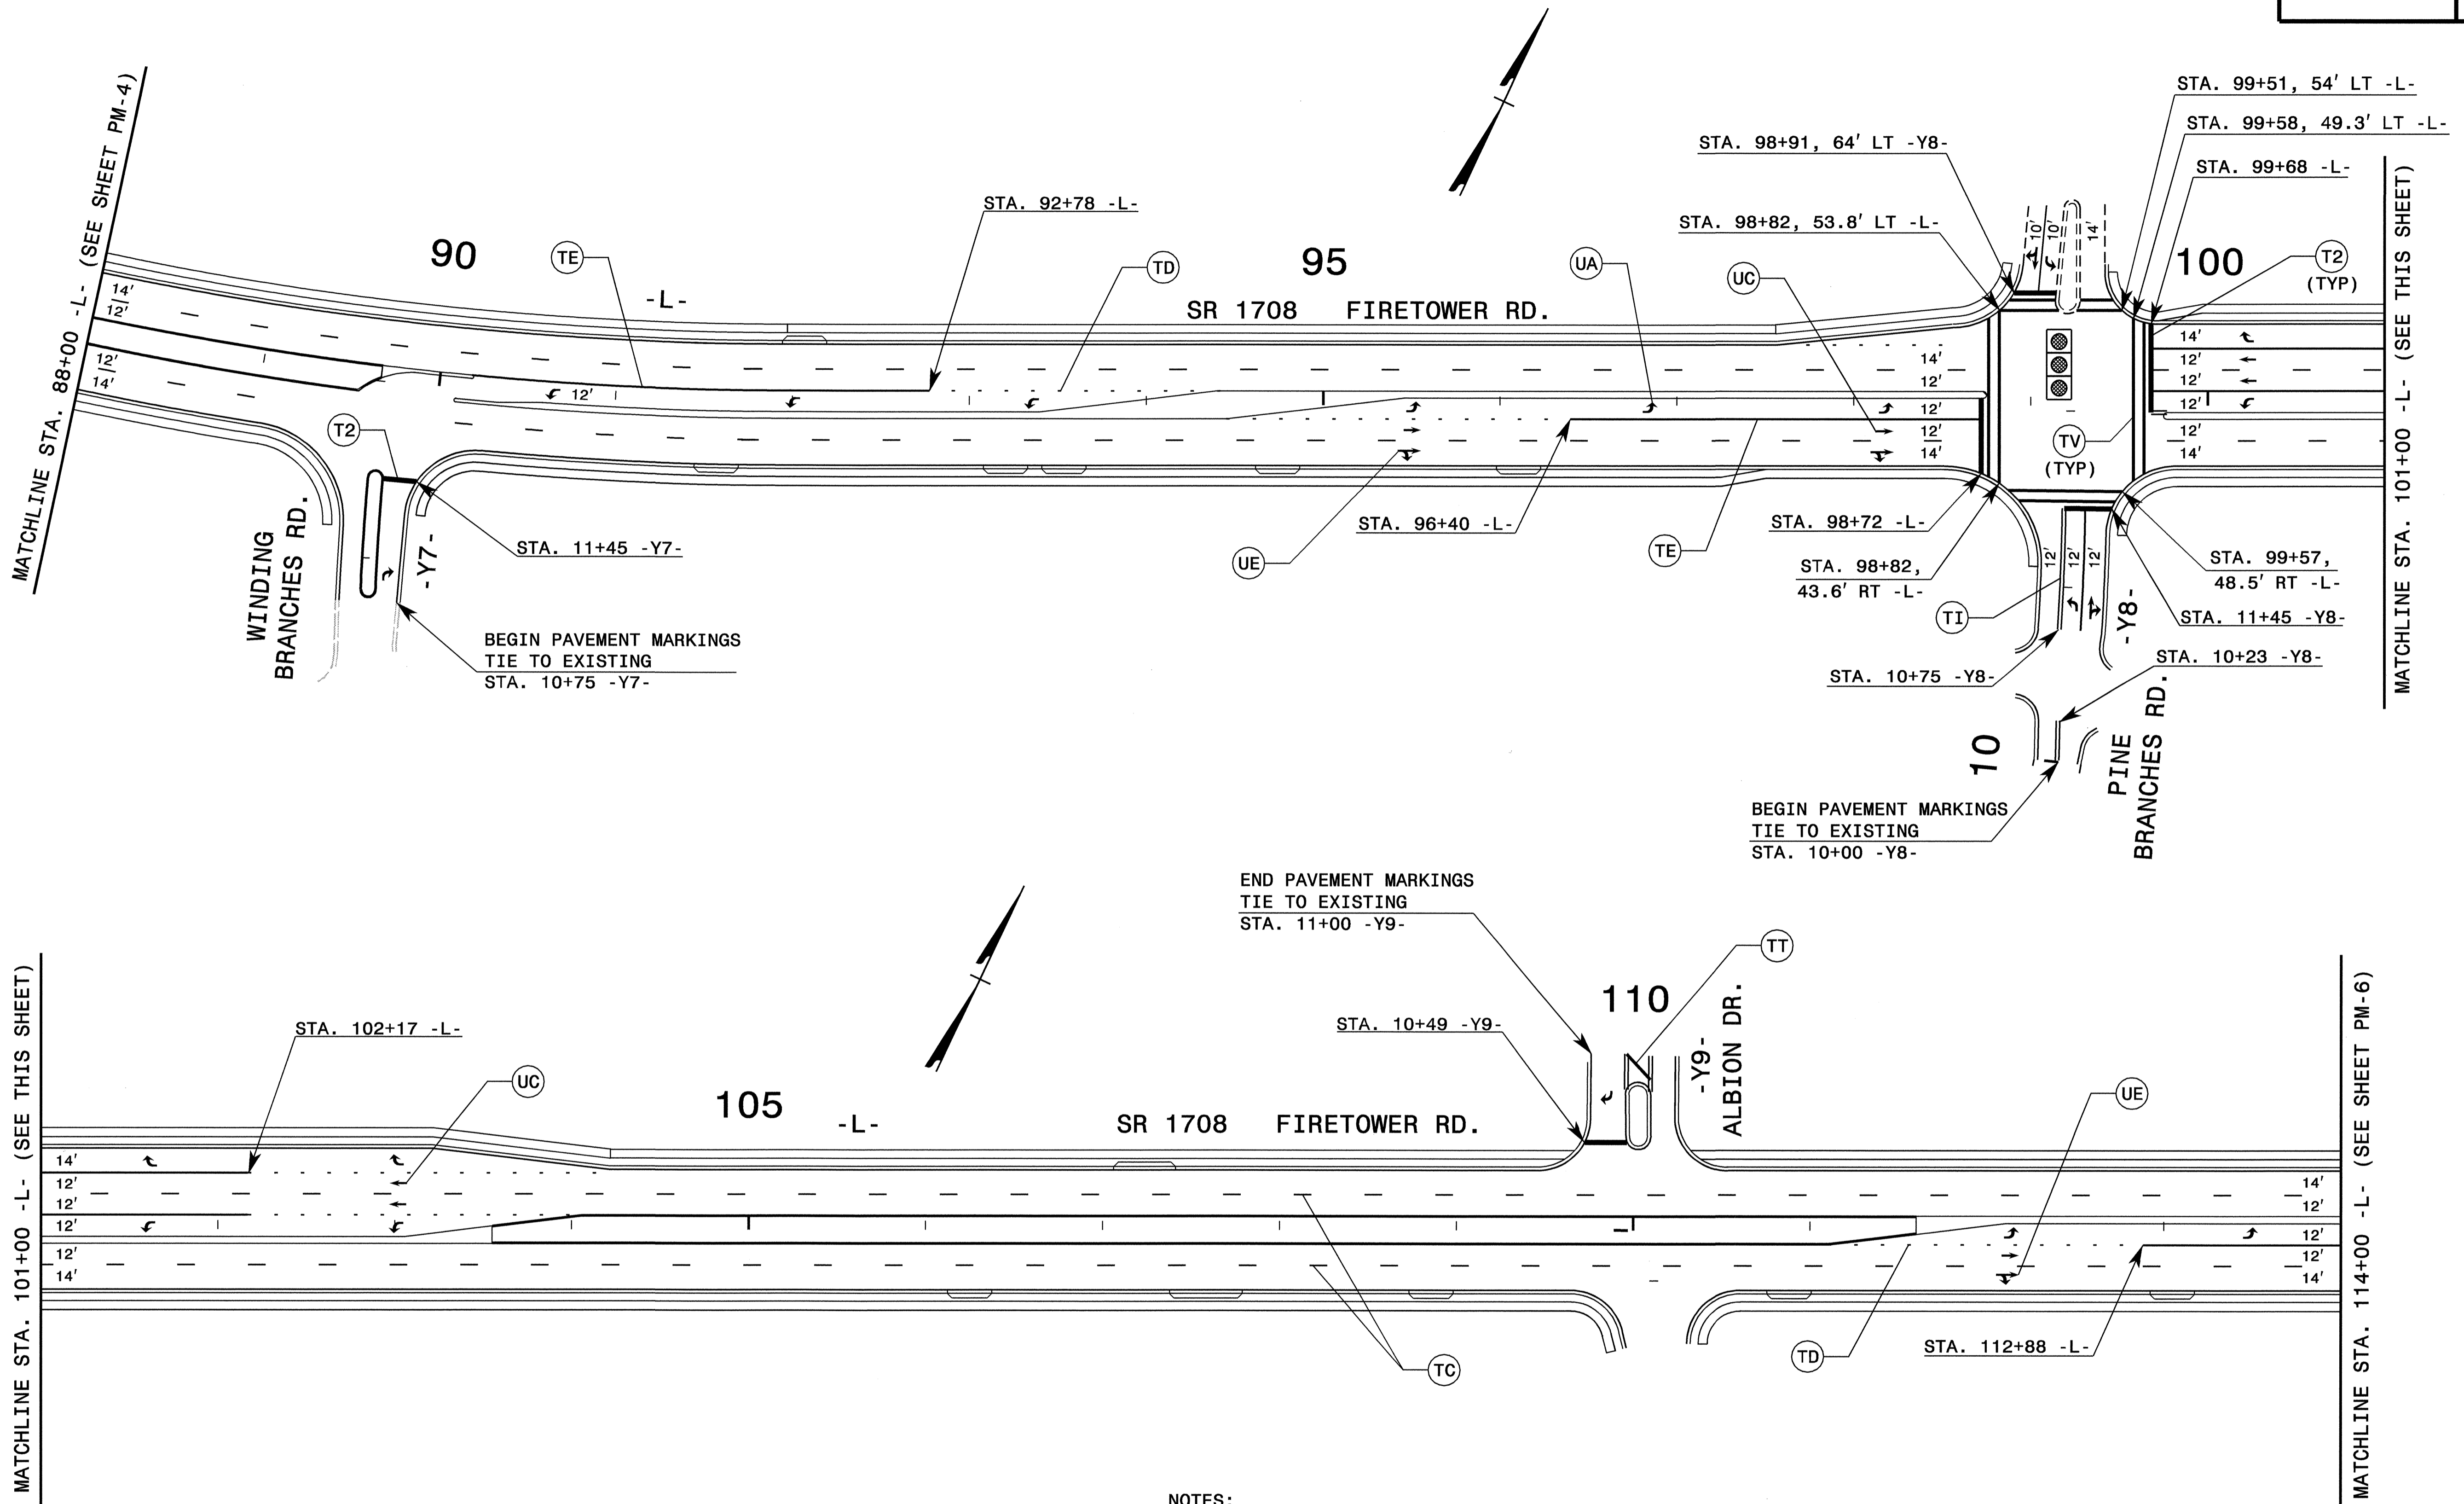 MATCHLINE STA. 88+00 -L- (SEE SHEET PM-4)
14'
12'
12'
14'
90
TE
-L-
STA. 92+78 -L-
TD
95
SR 1708 FIRETOWER RD.
UA
UC
STA. 98+91, 64' LT -Y8-
STA. 98+82, 53.8' LT -L-
STA. 99+51, 54' LT -L-
STA. 99+58, 49.3' LT -L-
STA. 99+68 -L-
10'
10'
14'
100
T2
(TYP)
MATCHLINE STA. 101+00 -L- (SEE THIS SHEET)
12'
14'
12'
12'
12'
14'
14'
12'
12'
12'
12'
14'
TV
(TYP)
T2
WINDING
BRANCHES RD.
-Y7-
STA. 11+45 -Y7-
BEGIN PAVEMENT MARKINGS
TIE TO EXISTING
STA. 10+75 -Y7-
UE
STA. 96+40 -L-
TE
STA. 98+72 -L-
STA. 98+82,
43.6' RT -L-
TI
12'
12'
12'
-Y8-
STA. 99+57,
48.5' RT -L-
STA. 11+45 -Y8-
STA. 10+23 -Y8-
STA. 10+75 -Y8-
10
PINE
BRANCHES RD.
BEGIN PAVEMENT MARKINGS
TIE TO EXISTING
STA. 10+00 -Y8-
MATCHLINE STA. 101+00 -L- (SEE THIS SHEET)
STA. 102+17 -L-
UC
14'
12'
12'
12'
12'
14'
105
-L-
SR 1708 FIRETOWER RD.
END PAVEMENT MARKINGS
TIE TO EXISTING
STA. 11+00 -Y9-
STA. 10+49 -Y9-
TT
110
-Y9-
ALBION DR.
UE
14'
12'
12'
12'
14'
TC
TD
STA. 112+88 -L-
MATCHLINE STA. 114+00 -L- (SEE SHEET PM-6)
NOTES: